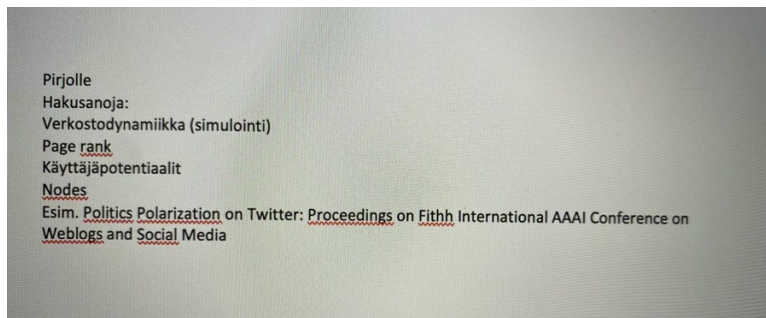 Pirjolle
Hakusanoja:
Verkostodynamiikka (simulointi)
Page rank
Käyttäjäpotentiaalit
Nodes
Esim. Politics Polarization on Twitter: Proceedings on Fithh International AAAI Conference on
Weblogs and Social Media